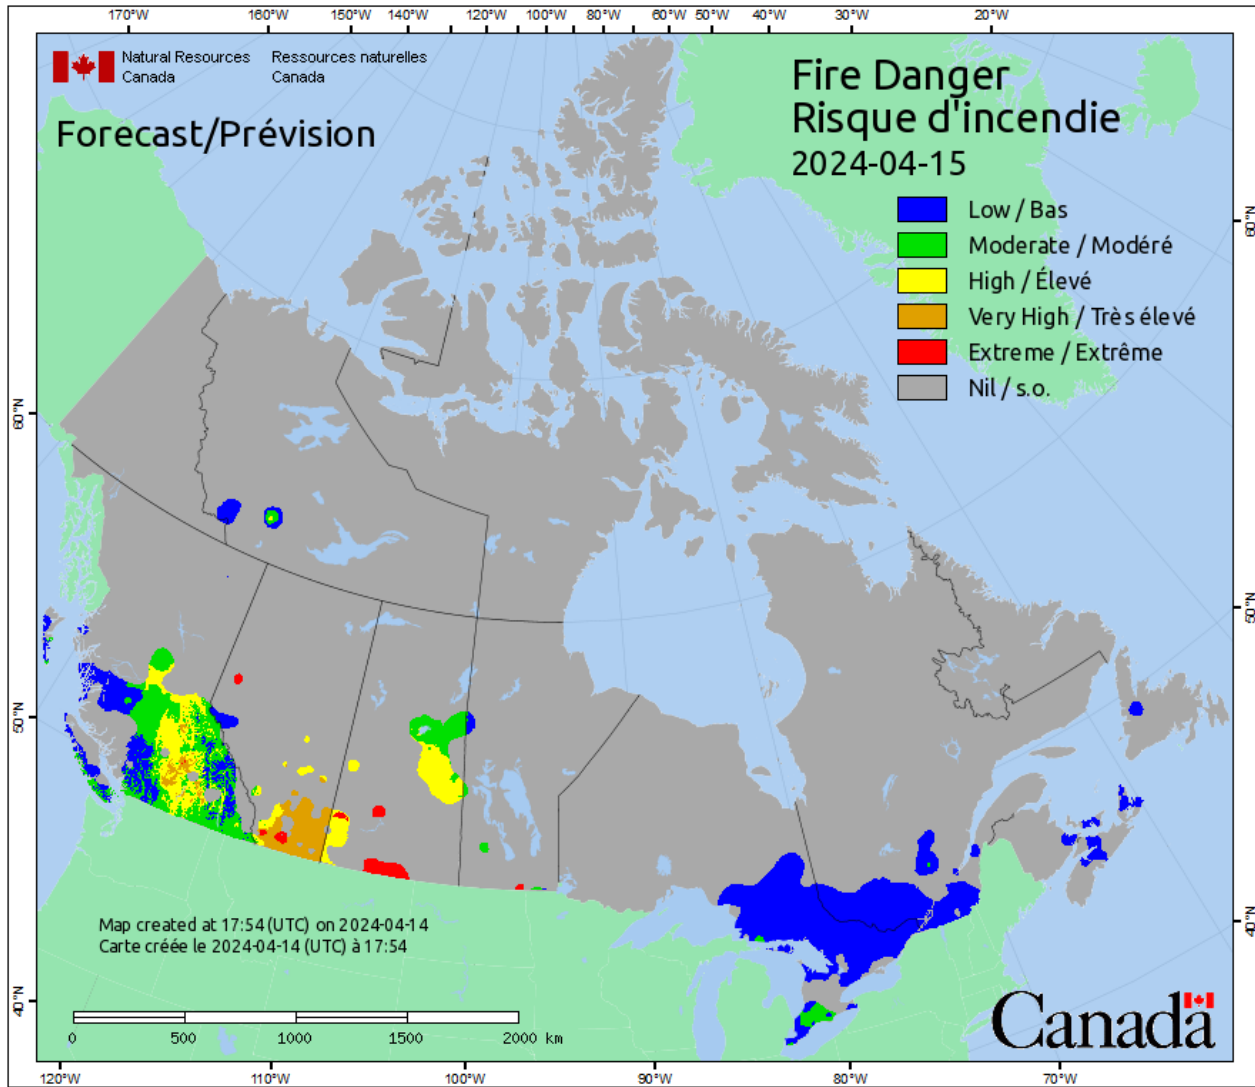 170°W 160°W 150°W 140°W 130°W 120°W 110°W 100°W 90°W 80°W 70°W 60°W 50°W 40°W 30°W 20°W
Natural Resources Ressources naturelles
Canada Canada
Forecast/Prévision
Fire Danger
Risque d'incendie
2024-04-15
Low / Bas
Moderate / Modéré
High / Élevé
Very High / Très élevé
Extreme / Extrême
Nil / s.o.
60°N
60°N
50°N
50°N
40°N
40°N
Map created at 17:54 (UTC) on 2024-04-14
Carte créée le 2024-04-14 (UTC) à 17:54
0 500 1000 1500 2000 km
Canada
120°W 110°W 100°W 90°W 80°W 70°W